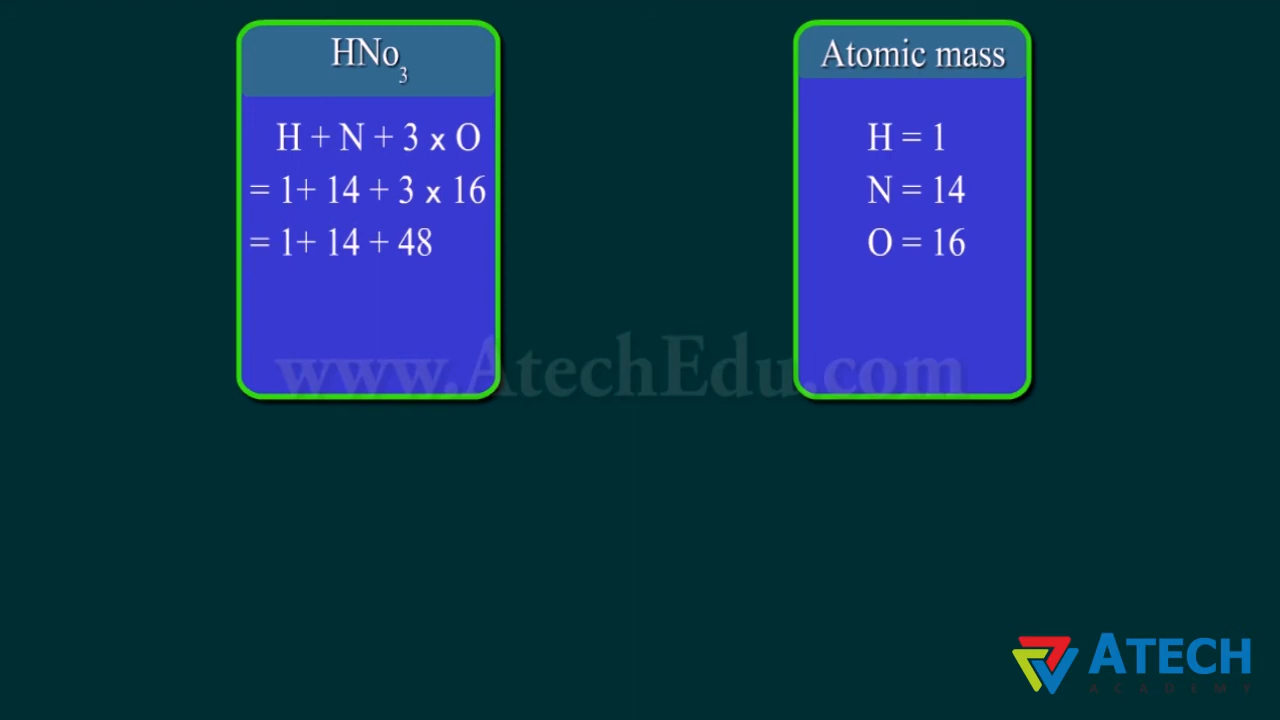 HNo₃
H + N + 3 x O
= 1+ 14 + 3 x 16
= 1+ 14 + 48
Atomic mass
H = 1
N = 14
O = 16
www.AtechEdu.com
ATECH
ACADEMY